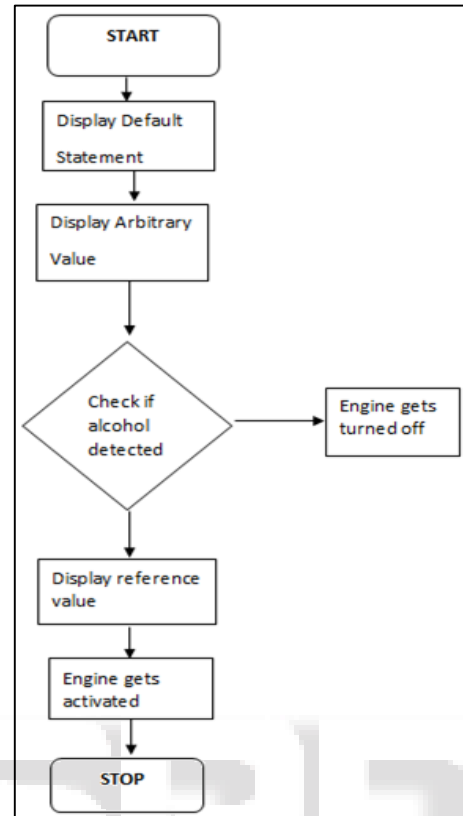 START
Display Default
Statement
Display Arbitrary
Value
Check if
alcohol
detected
Engine gets
turned off
Display reference
value
Engine gets
activated
STOP